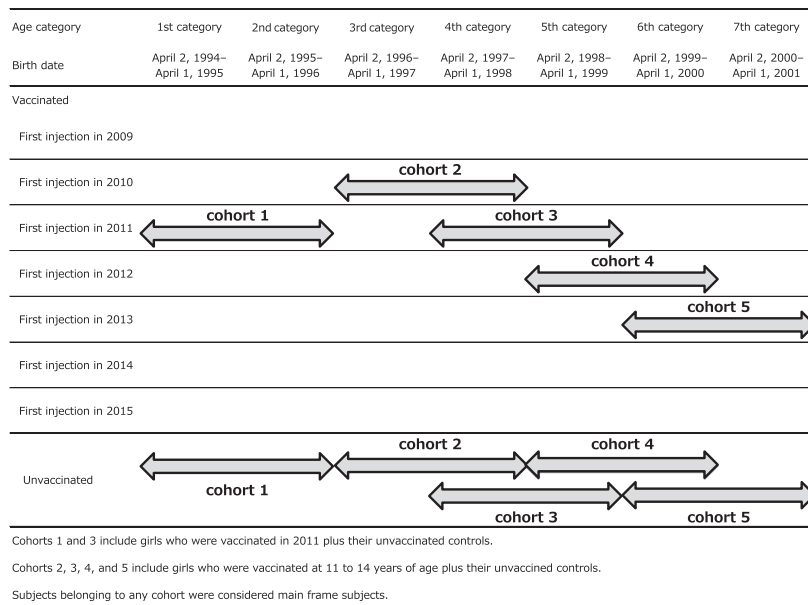 Age category 1st category 2nd category 3rd category 4th category 5th category 6th category 7th category
Birth date April 2, 1994– April 2, 1995– April 2, 1996– April 2, 1997– April 2, 1998– April 2, 1999– April 2, 2000–
April 1, 1995 April 1, 1996 April 1, 1997 April 1, 1998 April 1, 1999 April 1, 2000 April 1, 2001
Vaccinated
First injection in 2009
cohort 2
First injection in 2010
cohort 1 cohort 3
First injection in 2011
cohort 4
First injection in 2012
cohort 5
First injection in 2013
First injection in 2014
First injection in 2015
cohort 2 cohort 4
Unvaccinated
cohort 1
cohort 3 cohort 5
Cohorts 1 and 3 include girls who were vaccinated in 2011 plus their unvaccinated controls.
Cohorts 2, 3, 4, and 5 include girls who were vaccinated at 11 to 14 years of age plus their unvaccined controls.
Subjects belonging to any cohort were considered main frame subjects.